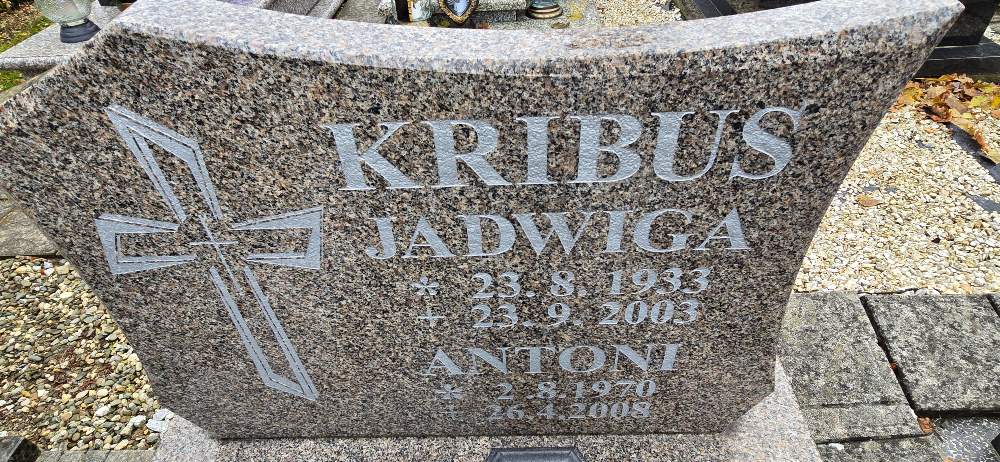 KRIBUS
JADWIGA
* 23. 8. 1933
+ 23. 9. 2003
ANTONI
* 2 .8.1970
+ 26.4.2008